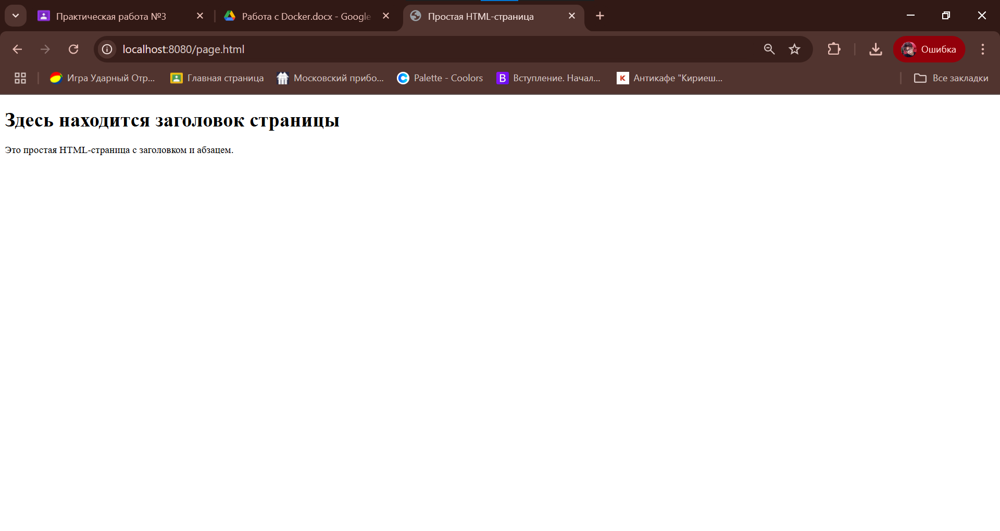 Практическая работа №3
Работа с Docker.docx - Google
Простая HTML-страница
localhost:8080/page.html
Ошибка
Игра Ударный Отр...
Главная страница
Московский прибо...
Palette - Coolors
B
Вступление. Начал...
K
Антикафе "Кириеш...
Все закладки
Здесь находится заголовок страницы
Это простая HTML-страница с заголовком и абзацем.